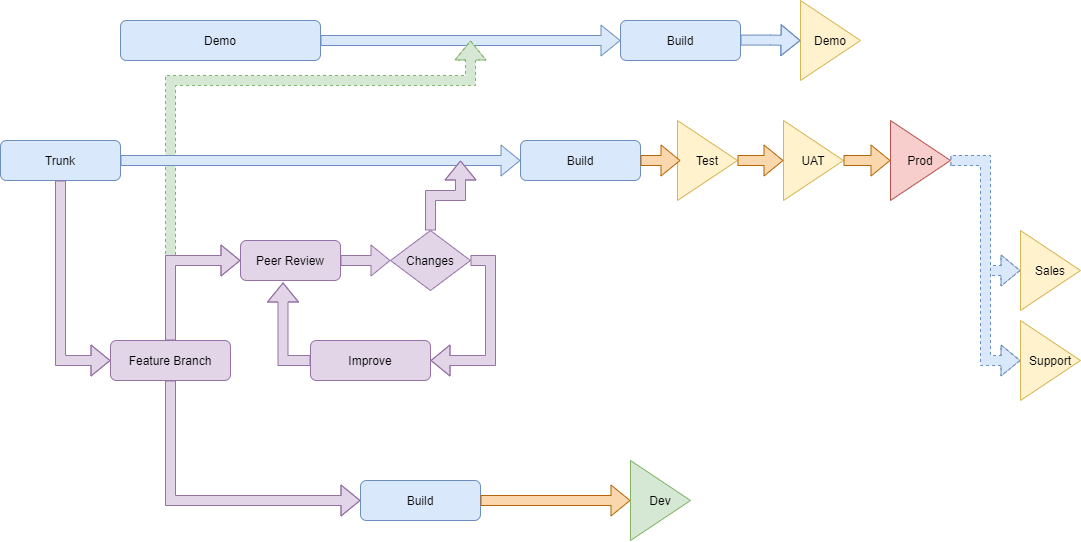 Demo
Build
Demo
Trunk
Build
Test
UAT
Prod
Peer Review
Changes
Sales
Feature Branch
Improve
Support
Build
Dev